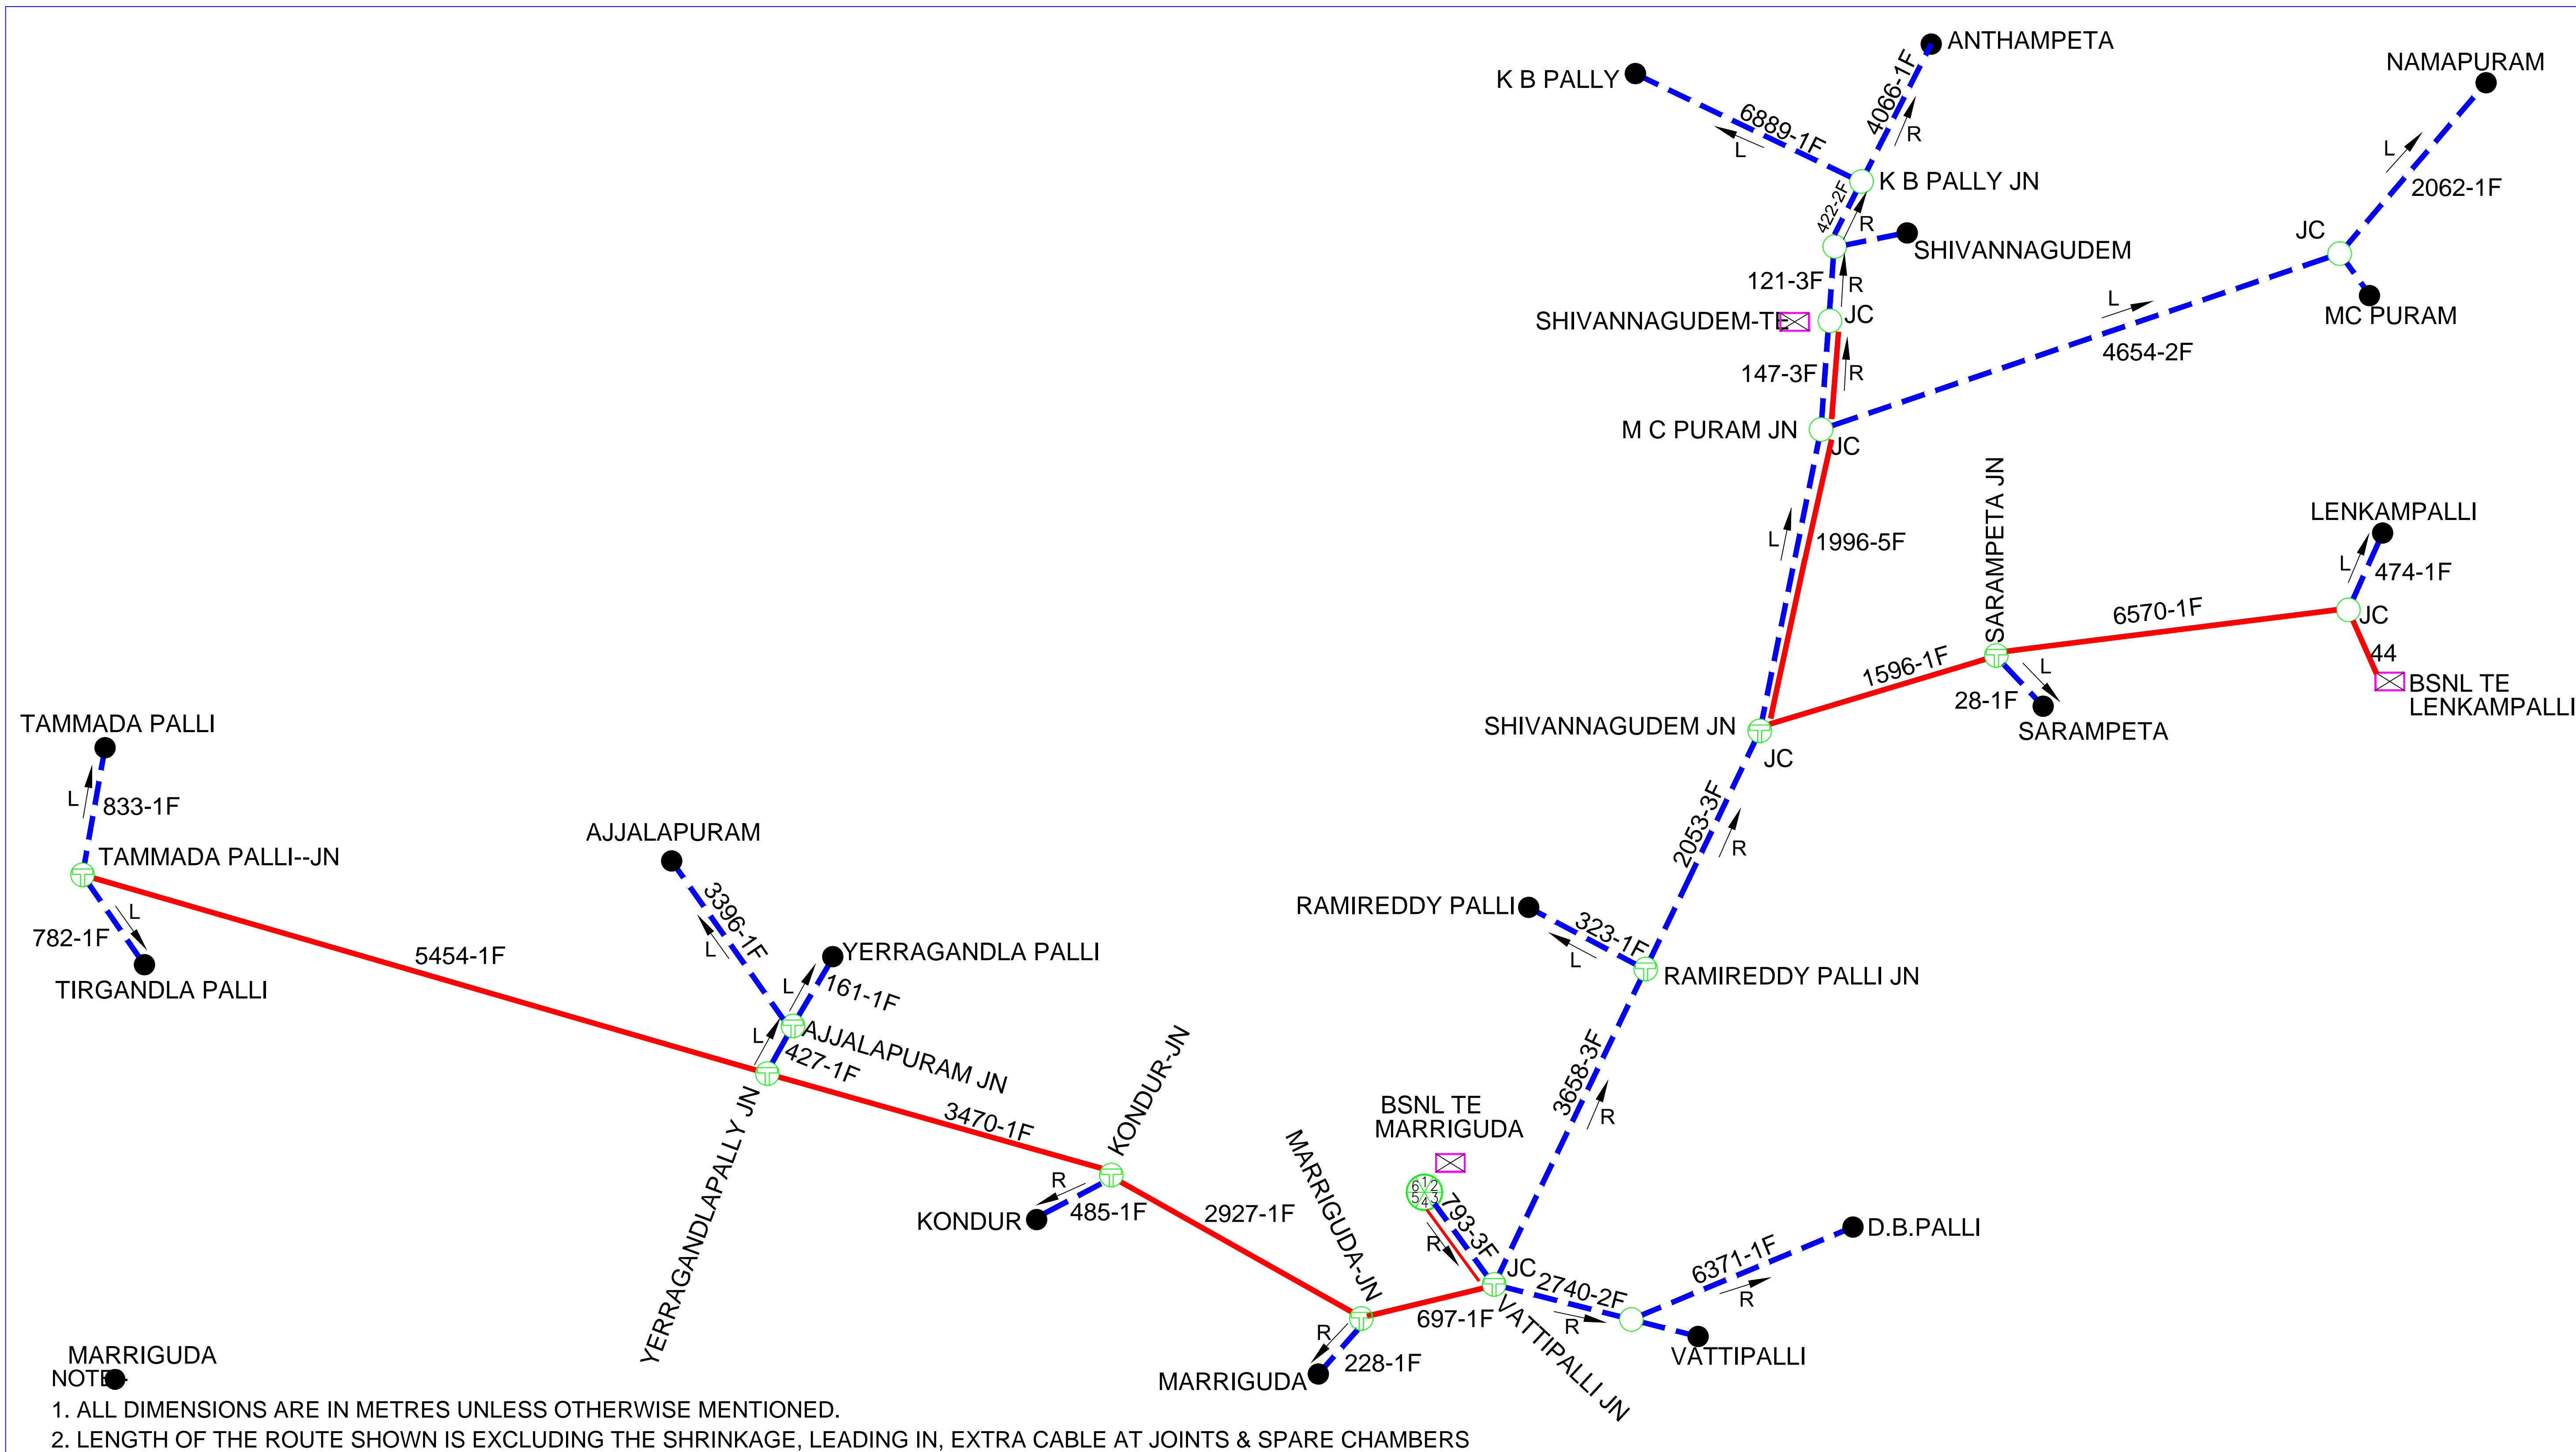 ANTHAMPETA
K B PALLY
NAMAPURAM
4066-1F
R
6889-1F
L
K B PALLY JN
L
2062-1F
422-2F
R
JC
SHIVANNAGUDEM
121-3F
R
L
SHIVANNAGUDEM-TE
JC
MC PURAM
4654-2F
147-3F
R
M C PURAM JN
JC
SARAMPETA JN
LENKAMPALLI
L
1996-5F
L
474-1F
6570-1F
JC
1596-1F
44
L
28-1F
BSNL TE
LENKAMPALLI
SARAMPETA
SHIVANNAGUDEM JN
JC
TAMMADA PALLI
L
833-1F
TAMMADA PALLI--JN
L
782-1F
TIRGANDLA PALLI
5454-1F
AJJALAPURAM
3396-1F
L
YERRAGANDLA PALLI
L
161-1F
L
AJJALAPURAM JN
427-1F
YERRAGANDLAPALLY JN
3470-1F
KONDUR-JN
R
KONDUR
485-1F
2927-1F
2053-3F
R
RAMIREDDY PALLI
323-1F
L
RAMIREDDY PALLI JN
3658-3F
R
BSNL TE
MARRIGUDA
6 1 2
5 4 3
793-3F
R
MARRIGUDA-JN
JC
697-1F
VATTIPALLI JN
2740-2F
R
6371-1F
R
D.B.PALLI
VATTIPALLI
R
228-1F
MARRIGUDA
MARRIGUDA
NOTE-
1. ALL DIMENSIONS ARE IN METRES UNLESS OTHERWISE MENTIONED.
2. LENGTH OF THE ROUTE SHOWN IS EXCLUDING THE SHRINKAGE, LEADING IN, EXTRA CABLE AT JOINTS & SPARE CHAMBERS